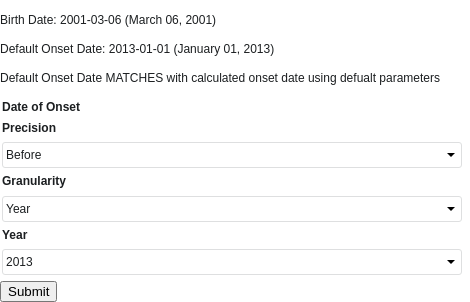 Birth Date: 2001-03-06 (March 06, 2001)
Default Onset Date: 2013-01-01 (January 01, 2013)
Default Onset Date MATCHES with calculated onset date using defualt parameters
Date of Onset
Precision
Before
Granularity
Year
Year
2013
Submit